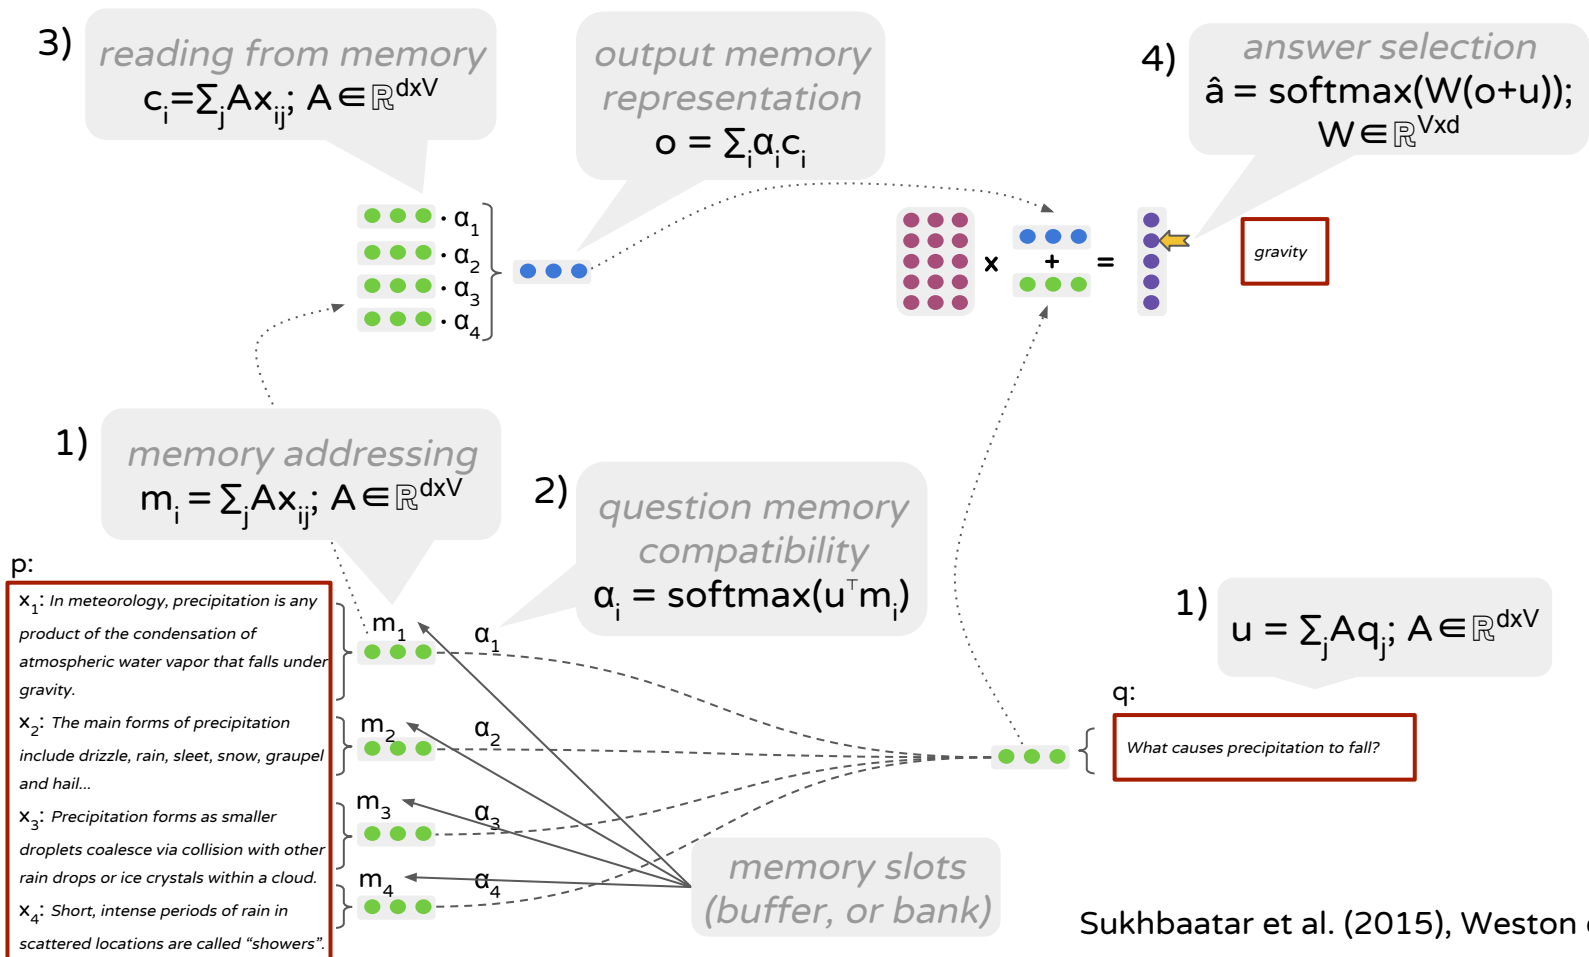 3)
reading from memory
cᵢ=∑ⱼAxᵢⱼ; A∈ℝᵈˣⱽ
output memory
representation
o = ∑ᵢαᵢcᵢ
4)
answer selection
â = softmax(W(o+u));
W∈ℝⱽˣᵈ
· α₁
· α₂
· α₃
· α₄
x
+
=
gravity
1)
memory addressing
mᵢ = ∑ⱼAxᵢⱼ; A∈ℝᵈˣⱽ
2)
question memory
compatibility
αᵢ = softmax(uᵀmᵢ)
1)
u = ∑ⱼAqⱼ; A∈ℝᵈˣⱽ
p:
x₁: In meteorology, precipitation is any
product of the condensation of
atmospheric water vapor that falls under
gravity.
x₂: The main forms of precipitation
include drizzle, rain, sleet, snow, graupel
and hail...
x₃: Precipitation forms as smaller
droplets coalesce via collision with other
rain drops or ice crystals within a cloud.
x₄: Short, intense periods of rain in
scattered locations are called “showers”.
m₁
α₁
m₂
α₂
m₃
α₃
m₄
α₄
q:
What causes precipitation to fall?
memory slots
(buffer, or bank)
Sukhbaatar et al. (2015), Weston